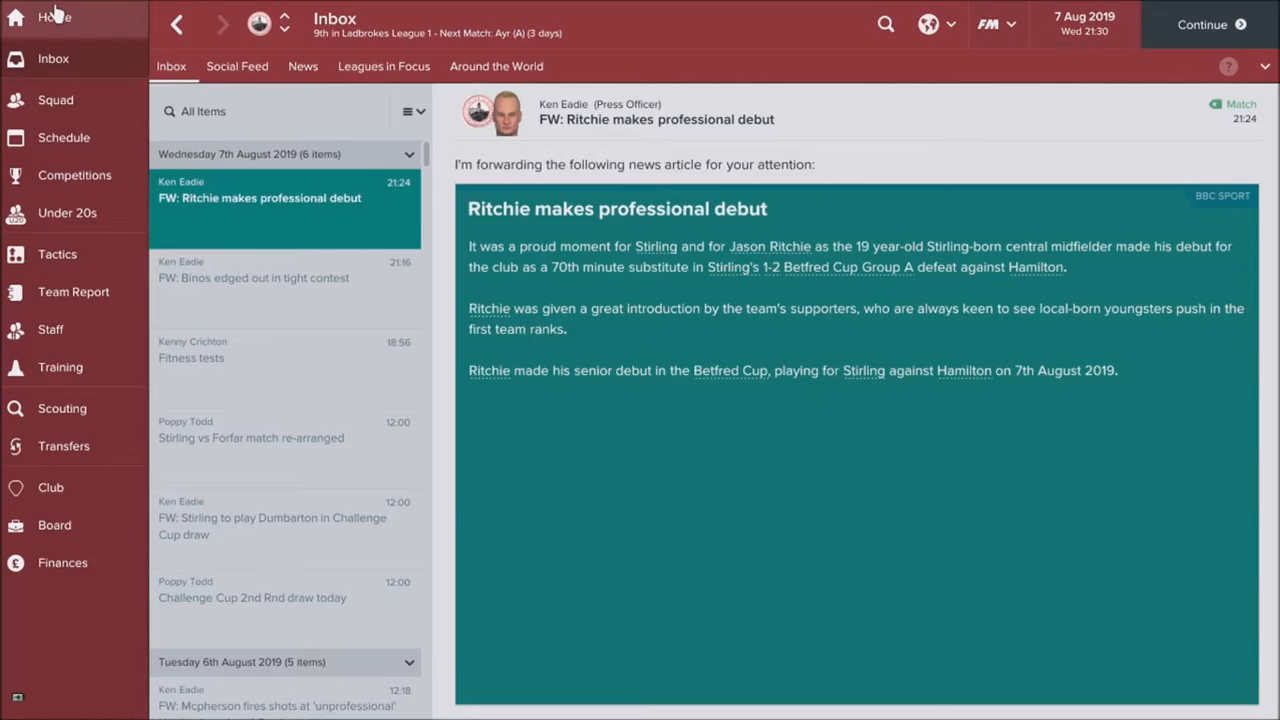 Home
Inbox
Squad
Schedule
Competitions
Under 20s
Tactics
Team Report
Staff
Training
Scouting
Transfers
Club
Board
Finances
Inbox
9th in Ladbrokes League 1 - Next Match: Ayr (A) (3 days)
FM
7 Aug 2019
Wed 21:30
Continue
Inbox Social Feed News Leagues in Focus Around the World
?
All Items
Wednesday 7th August 2019 (6 items)
Ken Eadie 21:24
FW: Ritchie makes professional debut
Ken Eadie 21:16
FW: Binos edged out in tight contest
Kenny Crichton 18:56
Fitness tests
Poppy Todd 12:00
Stirling vs Forfar match re-arranged
Ken Eadie 12:00
FW: Stirling to play Dumbarton in Challenge
Cup draw
Poppy Todd 12:00
Challenge Cup 2nd Rnd draw today
Tuesday 6th August 2019 (5 items)
Ken Eadie 12:18
FW: Mcpherson fires shots at 'unprofessional'
Ken Eadie (Press Officer)
FW: Ritchie makes professional debut
Match
21:24
I'm forwarding the following news article for your attention:
BBC SPORT
Ritchie makes professional debut
It was a proud moment for Stirling and for Jason Ritchie as the 19 year-old Stirling-born central midfielder made his debut for
the club as a 70th minute substitute in Stirling's 1-2 Betfred Cup Group A defeat against Hamilton.
Ritchie was given a great introduction by the team's supporters, who are always keen to see local-born youngsters push in the
first team ranks.
Ritchie made his senior debut in the Betfred Cup, playing for Stirling against Hamilton on 7th August 2019.